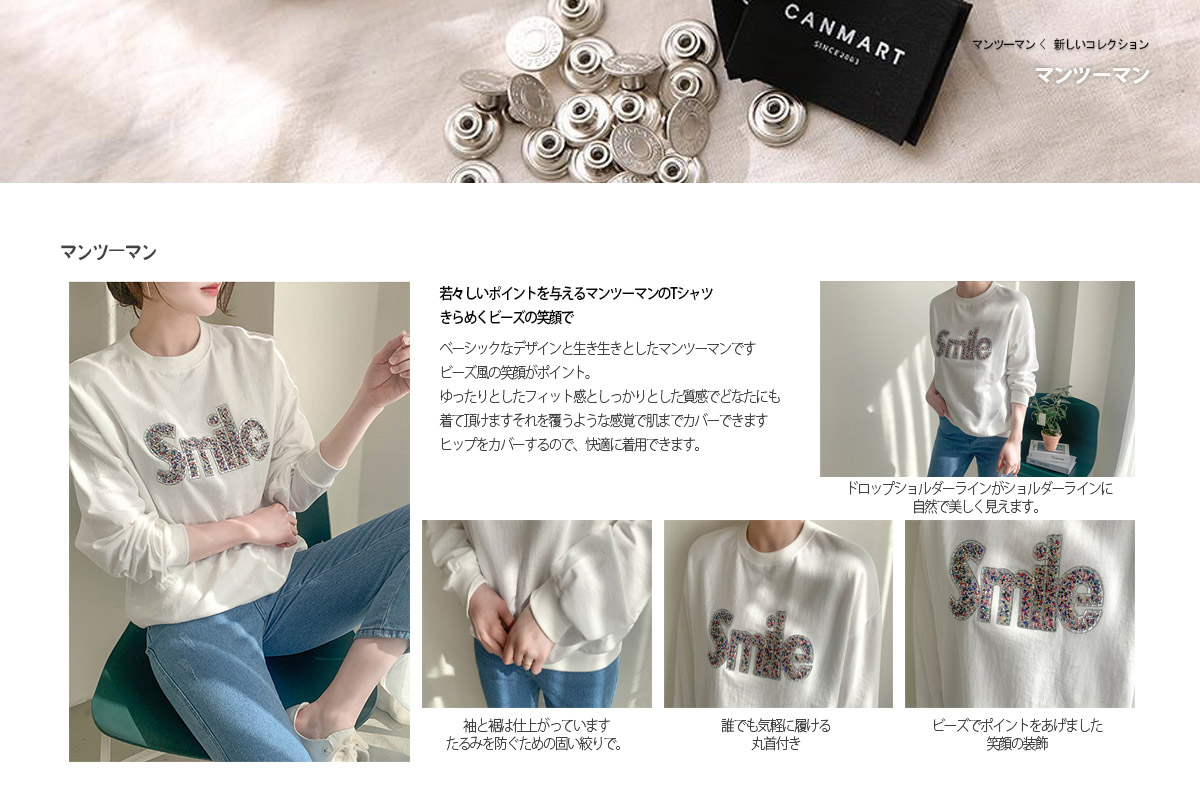 CANMART
SINCE2003
マンツーマン く 新しいコレクション
マンツーマン
マンツーマン
若々しいポイントを与えるマンツーマンのTシャツ
きらめくビーズの笑顔で
ベーシックなデザインと生き生きとしたマンツーマンです
ビーズ風の笑顔がポイント。
ゆったりとしたフィット感としっかりとした質感でどなたにも
着て頂けますそれを覆うような感覚で肌までカバーできます
ヒップをカバーするので、快適に着用できます。
Smile
Smile
ドロップショルダーラインがショルダーラインに
自然で美しく見えます。
Smile
Smile
袖と裾は仕上がっています
たるみを防ぐための固い絞りで。
誰でも気軽に履ける
丸首付き
ビーズでポイントをあげました
笑顔の装飾